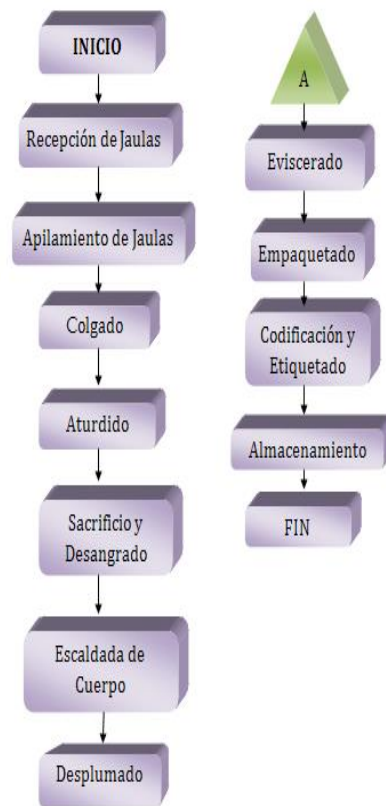 INICIO
Recepción de Jaulas
Apilamiento de Jaulas
Colgado
Aturdido
Sacrificio y
Desangrado
Escaldada de
Cuerpo
Desplumado
A
Eviscerado
Empaquetado
Codificación y
Etiquetado
Almacenamiento
FIN